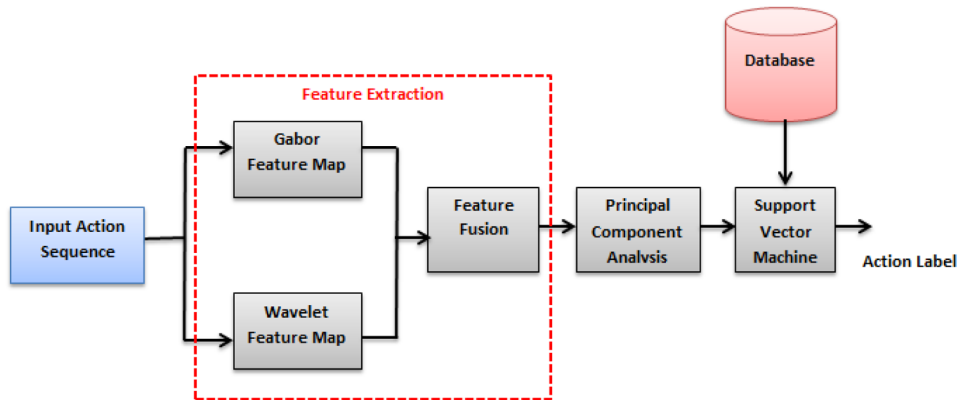 Database
Feature Extraction
Gabor
Feature Map
Input Action
Sequence
Wavelet
Feature Map
Feature
Fusion
Principal
Component
Analvsis
Support
Vector
Machine
Action Label